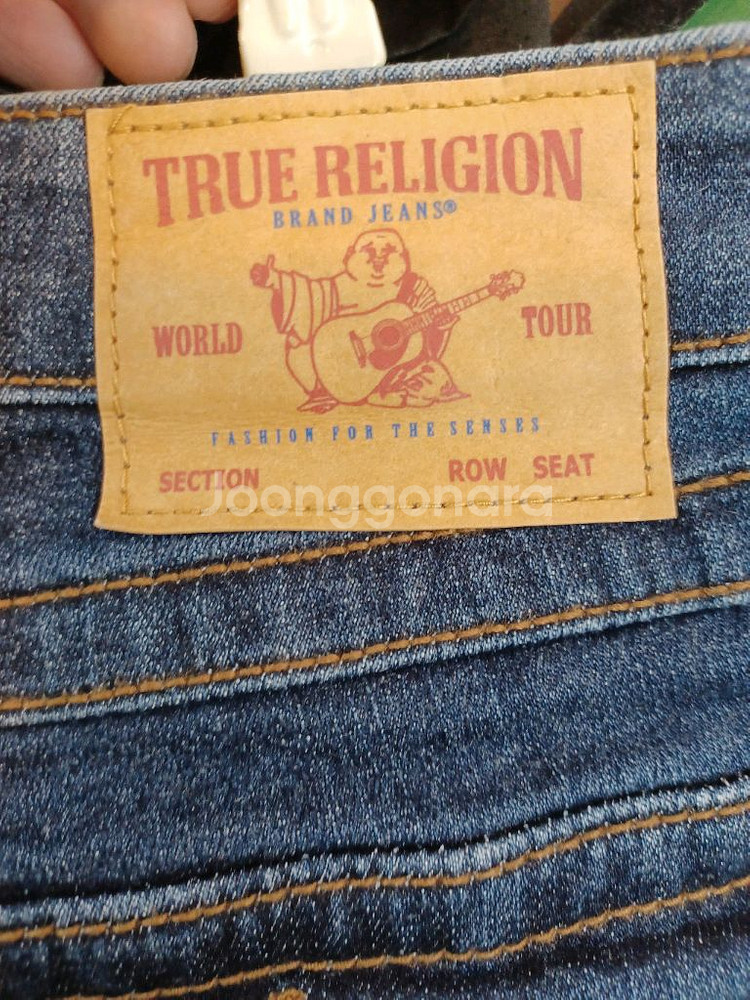 TRUE RELIGION
BRAND JEANS®
WORLD TOUR
FASHION FOR THE SENSES
SECTION ROW SEAT
Joonggonara